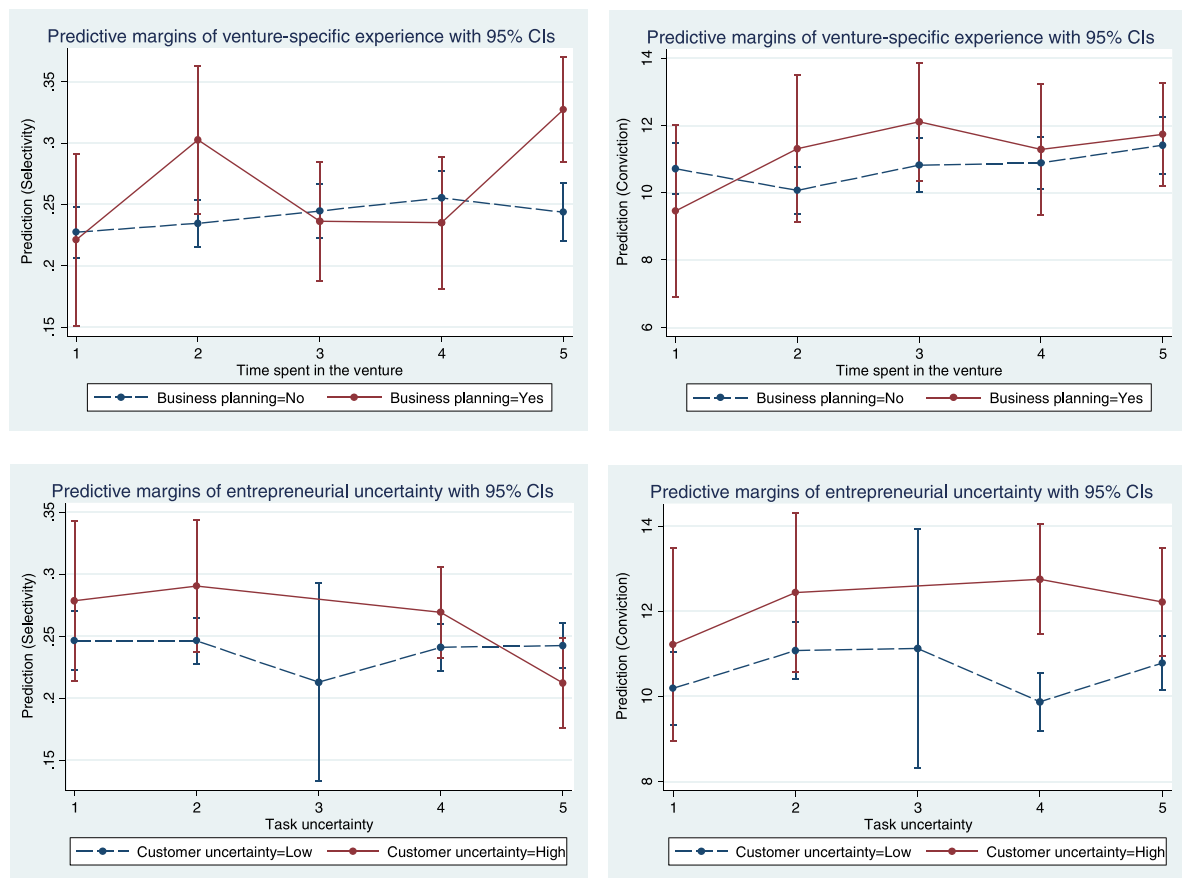 Predictive margins of venture-specific experience with 95% CIs
Prediction (Selectivity)
.35
.3
.25
.2
.15
1 2 3 4 5
Time spent in the venture
Business planning=No Business planning=Yes
Predictive margins of venture-specific experience with 95% CIs
Prediction (Conviction)
14
12
10
8
6
1 2 3 4 5
Time spent in the venture
Business planning=No Business planning=Yes
Predictive margins of entrepreneurial uncertainty with 95% CIs
Prediction (Selectivity)
.35
.3
.25
.2
.15
1 2 3 4 5
Task uncertainty
Customer uncertainty=Low Customer uncertainty=High
Predictive margins of entrepreneurial uncertainty with 95% CIs
Prediction (Conviction)
14
12
10
8
1 2 3 4 5
Task uncertainty
Customer uncertainty=Low Customer uncertainty=High